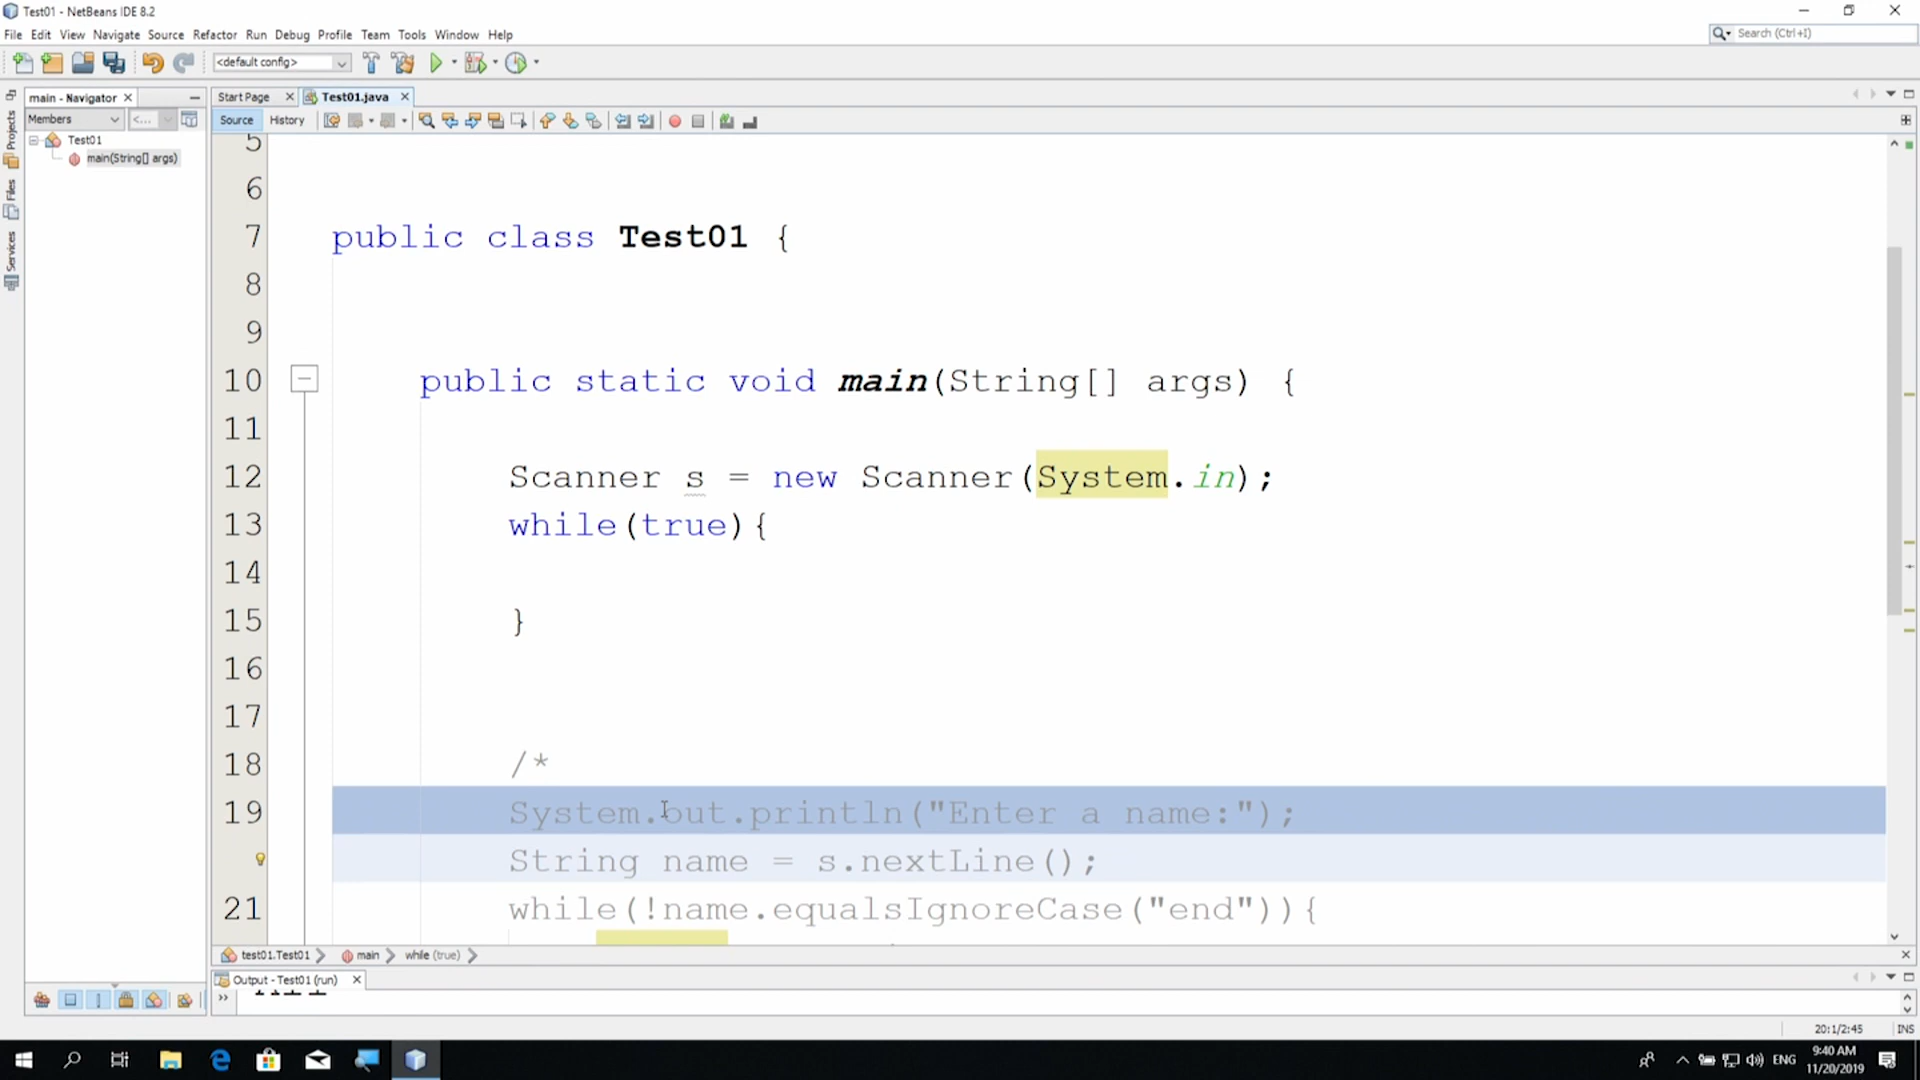 Test01 - NetBeans IDE 8.2
File Edit View Navigate Source Refactor Run Debug Profile Team Tools Window Help
Search (Ctrl+I)
<default config>
main - Navigator
Start Page
Test01.java
Members
<...
Source
History
Projects
Files
Services
Test01
main(String[] args)
5
6
7 public class Test01 {
8
9
10 public static void main(String[] args) {
11
12 Scanner s = new Scanner(System.in);
13 while(true){
14
15 }
16
17
18 /*
19 System.out.println("Enter a name:");
String name = s.nextLine();
21 while(!name.equalsIgnoreCase("end")){
test01.Test01 main while (true)
Output - Test01 (run)
20:1/2:45 INS
ENG
9:40 AM
11/20/2019